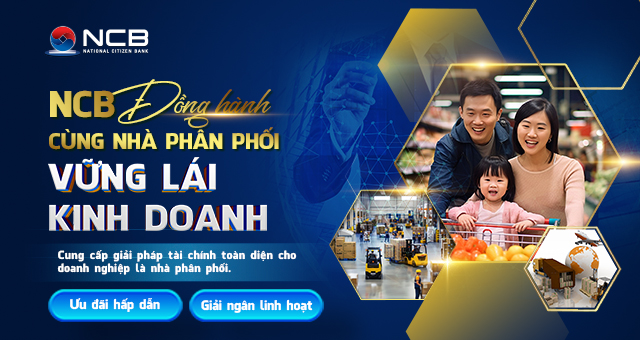 NCB
NATIONAL CITIZEN BANK
NCB Đồng hành
CÙNG NHÀ PHÂN PHỐI
VỮNG LÁI
KINH DOANH
Cung cấp giải pháp tài chính toàn diện cho
doanh nghiệp là nhà phân phối.
Ưu đãi hấp dẫn
Giải ngân linh hoạt